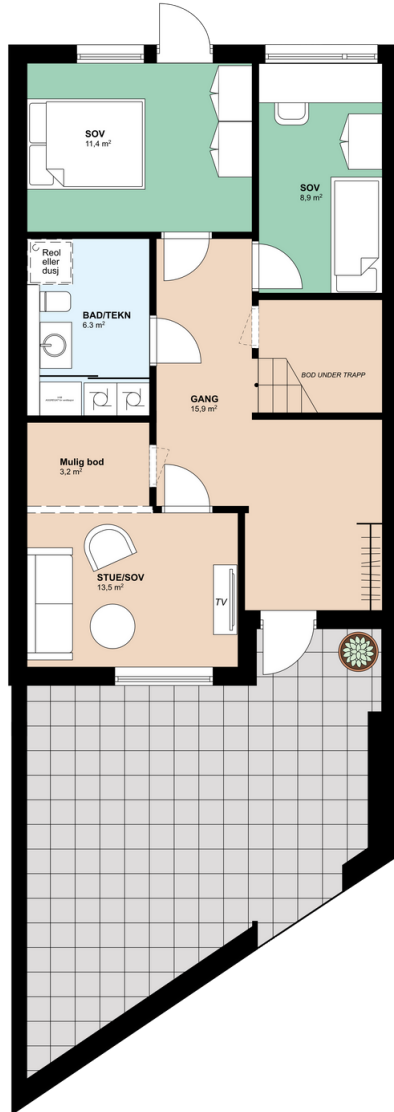 SOV
11,4 m²
SOV
8,9 m²
Reol
eller
dusj
BAD/TEKN
6.3 m²
BOD UNDER TRAPP
GANG
15,9 m²
Mulig bod
3,2 m²
STUE/SOV
13,5 m²
TV